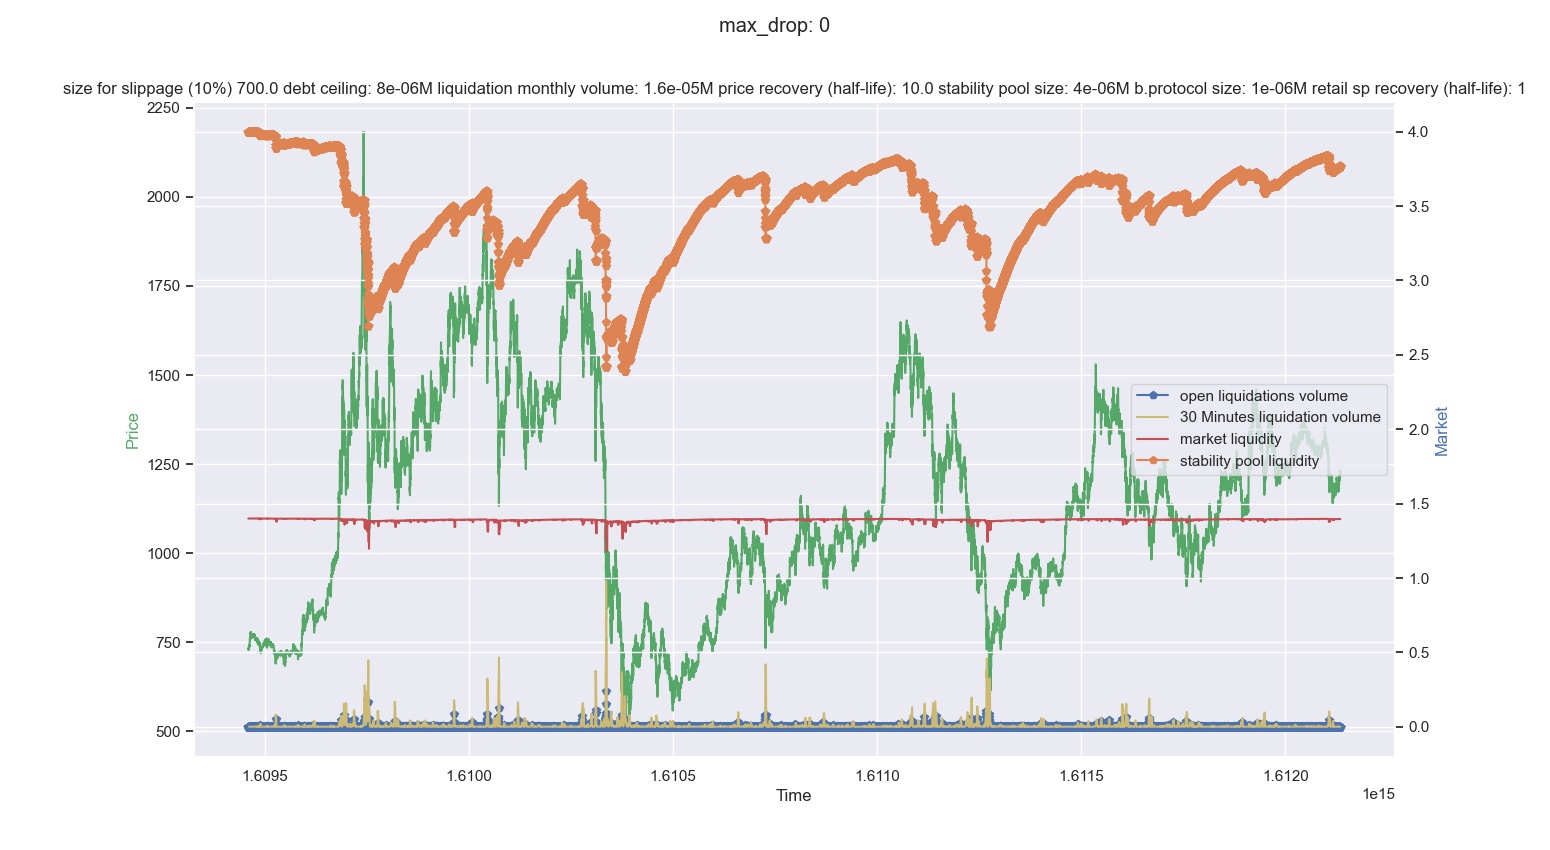 max_drop: 0
size for slippage (10%) 700.0 debt ceiling: 8e-06M liquidation monthly volume: 1.6e-05M price recovery (half-life): 10.0 stability pool size: 4e-06M b.protocol size: 1e-06M retail sp recovery (half-life): 1
2250
2000
1750
1500
1250
1000
750
500
Price
4.0
3.5
3.0
2.5
2.0
1.5
1.0
0.5
0.0
Market
open liquidations volume
30 Minutes liquidation volume
market liquidity
stability pool liquidity
1.6095
1.6100
1.6105
1.6110
1.6115
1.6120
Time
1e15